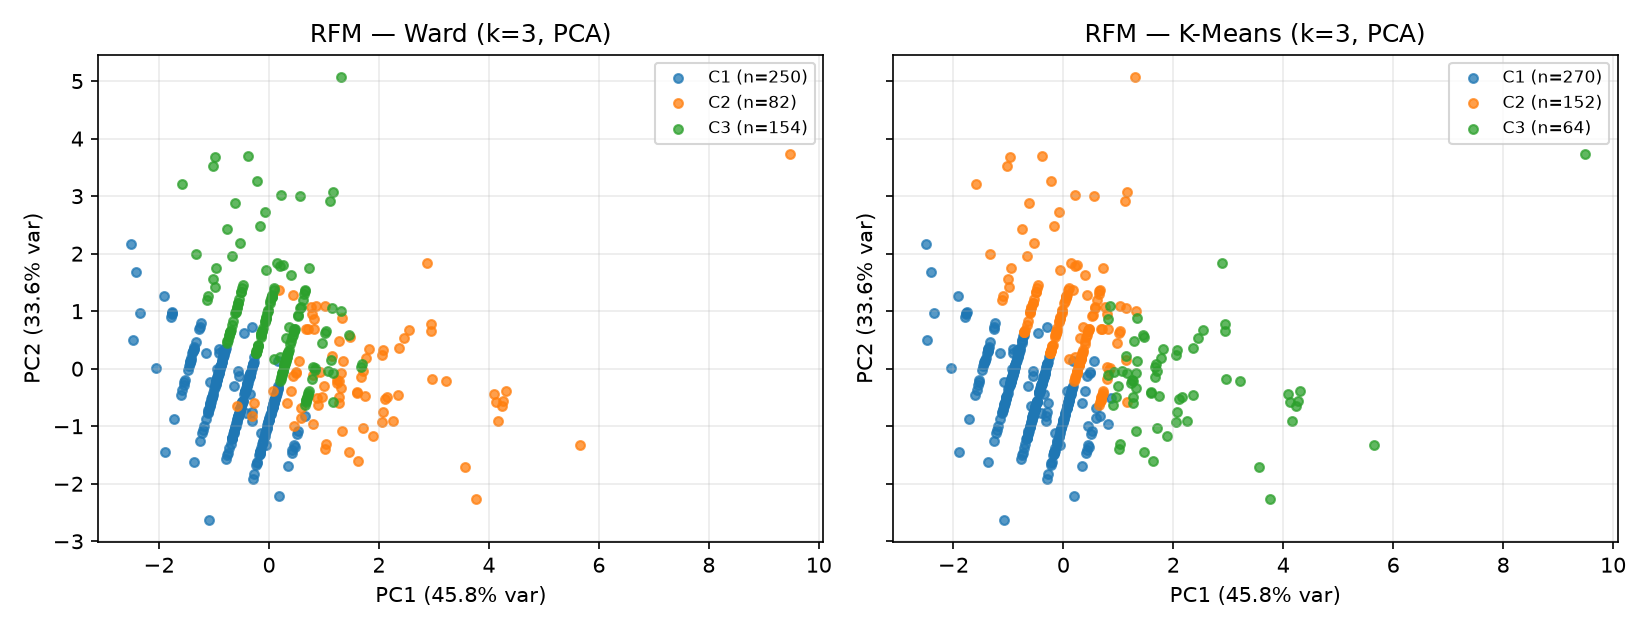 RFM — Ward (k=3, PCA)
C1 (n=250)
C2 (n=82)
C3 (n=154)
5
4
3
2
1
0
−1
−2
−3
PC2 (33.6% var)
−2
0
2
4
6
8
10
PC1 (45.8% var)
RFM — K-Means (k=3, PCA)
C1 (n=270)
C2 (n=152)
C3 (n=64)
PC2 (33.6% var)
−2
0
2
4
6
8
10
PC1 (45.8% var)